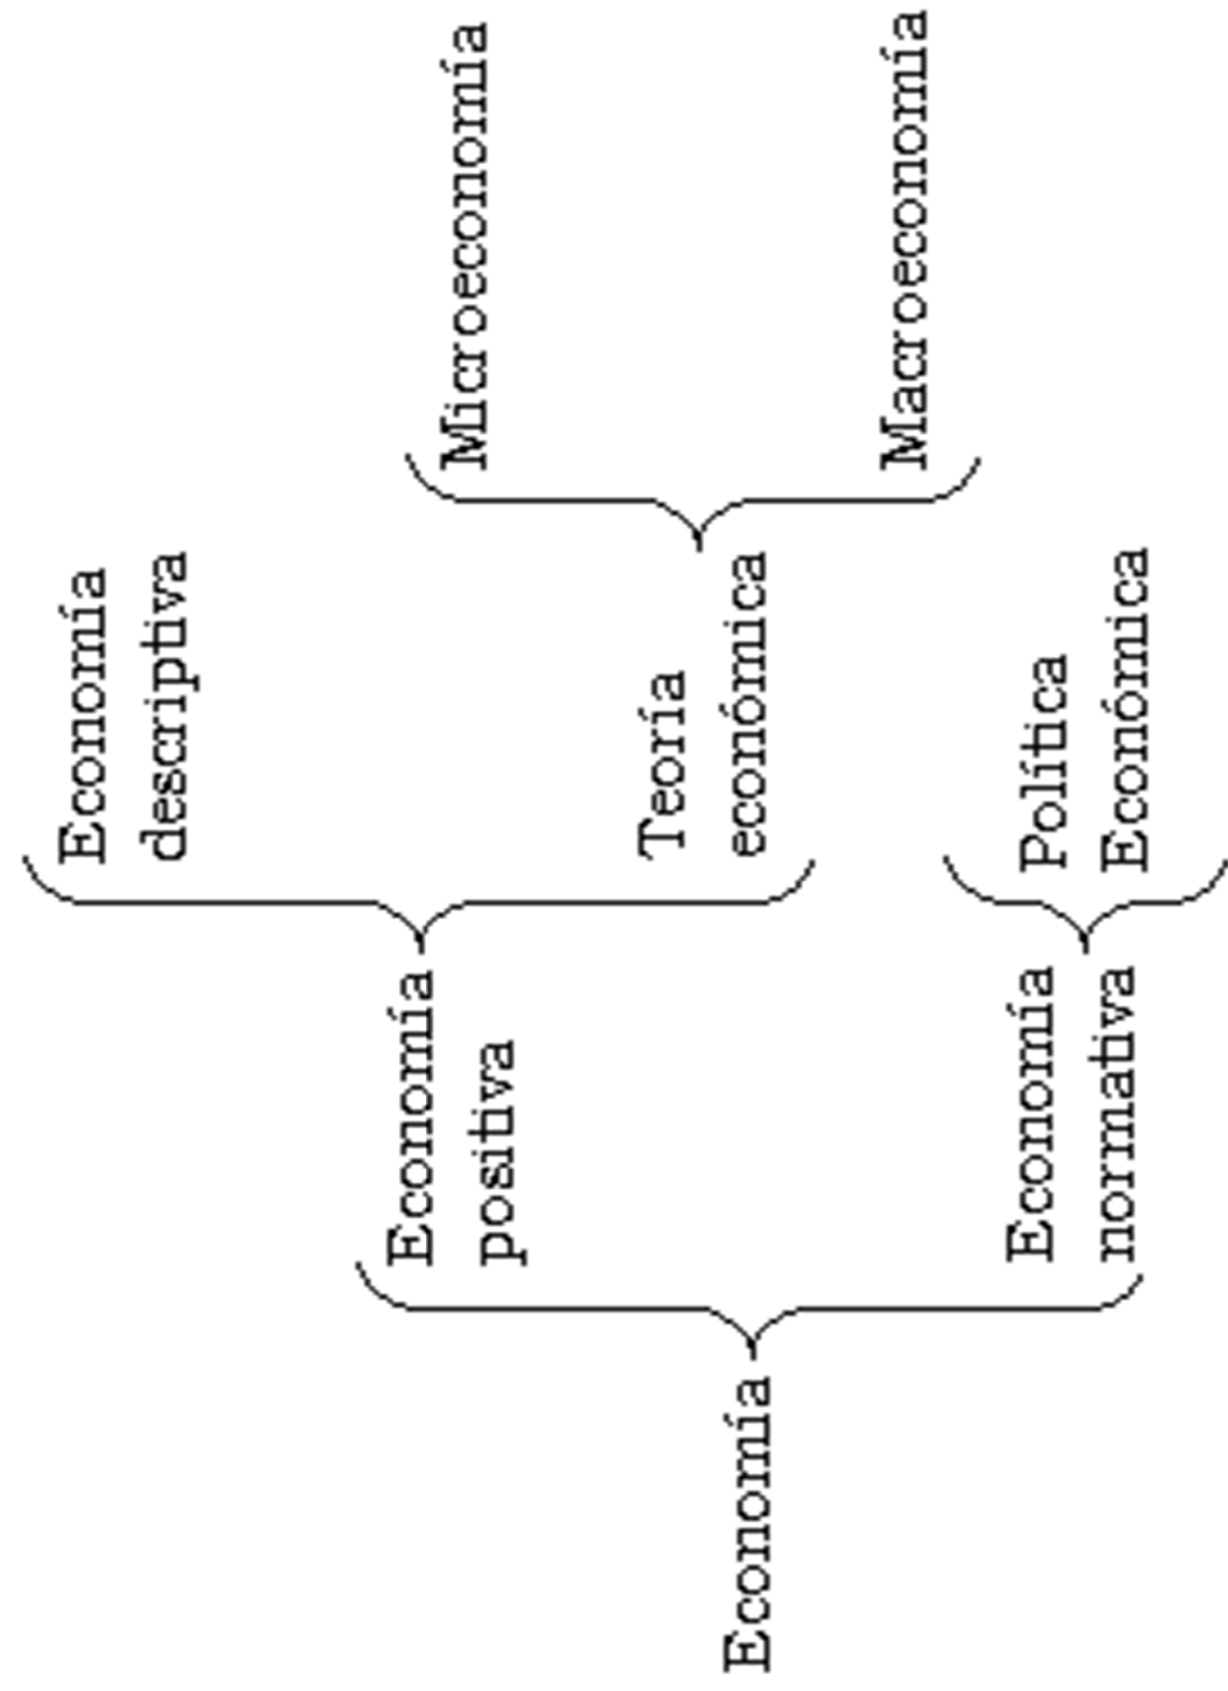 Economía
Economía
positiva
Economía
descriptiva
Teoría
económica
Microeconomía
Macroeconomía
Economía
normativa
Política
Económica